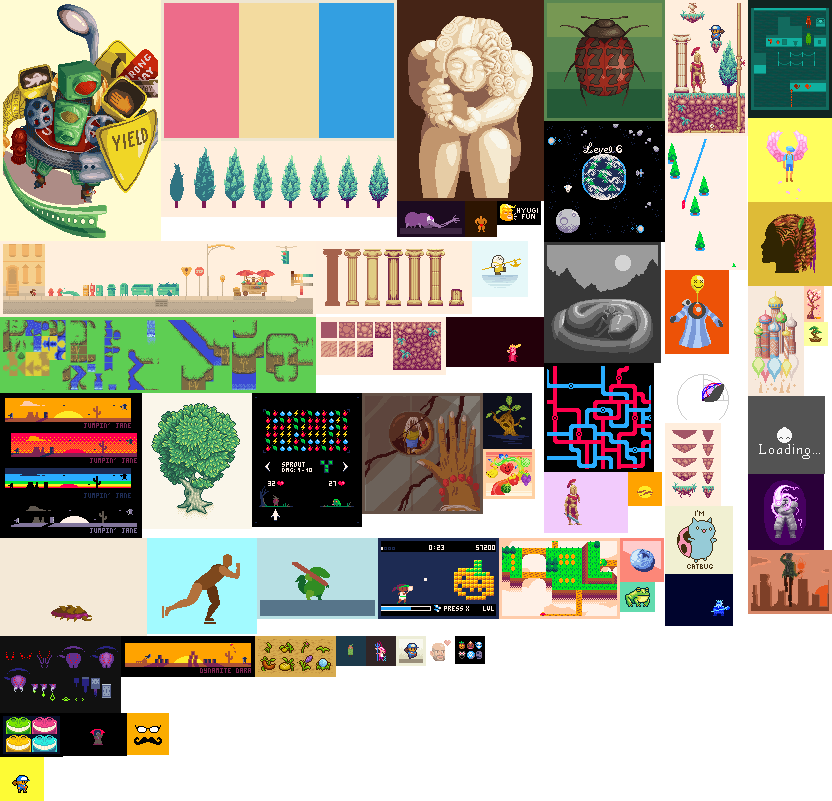 WRONG
WAY
YIELD
Level 6
HYUGI
FUN
JUMPIN' JANE
JUMPIN' JANE
JUMPIN' JANE
JUMPIN' JANE
SPROUT
DMG: 1-10
32
27
Loading...
I'M
CATBUG
0:23
57200
PRESS X
LVL
DYNAMITE DARA